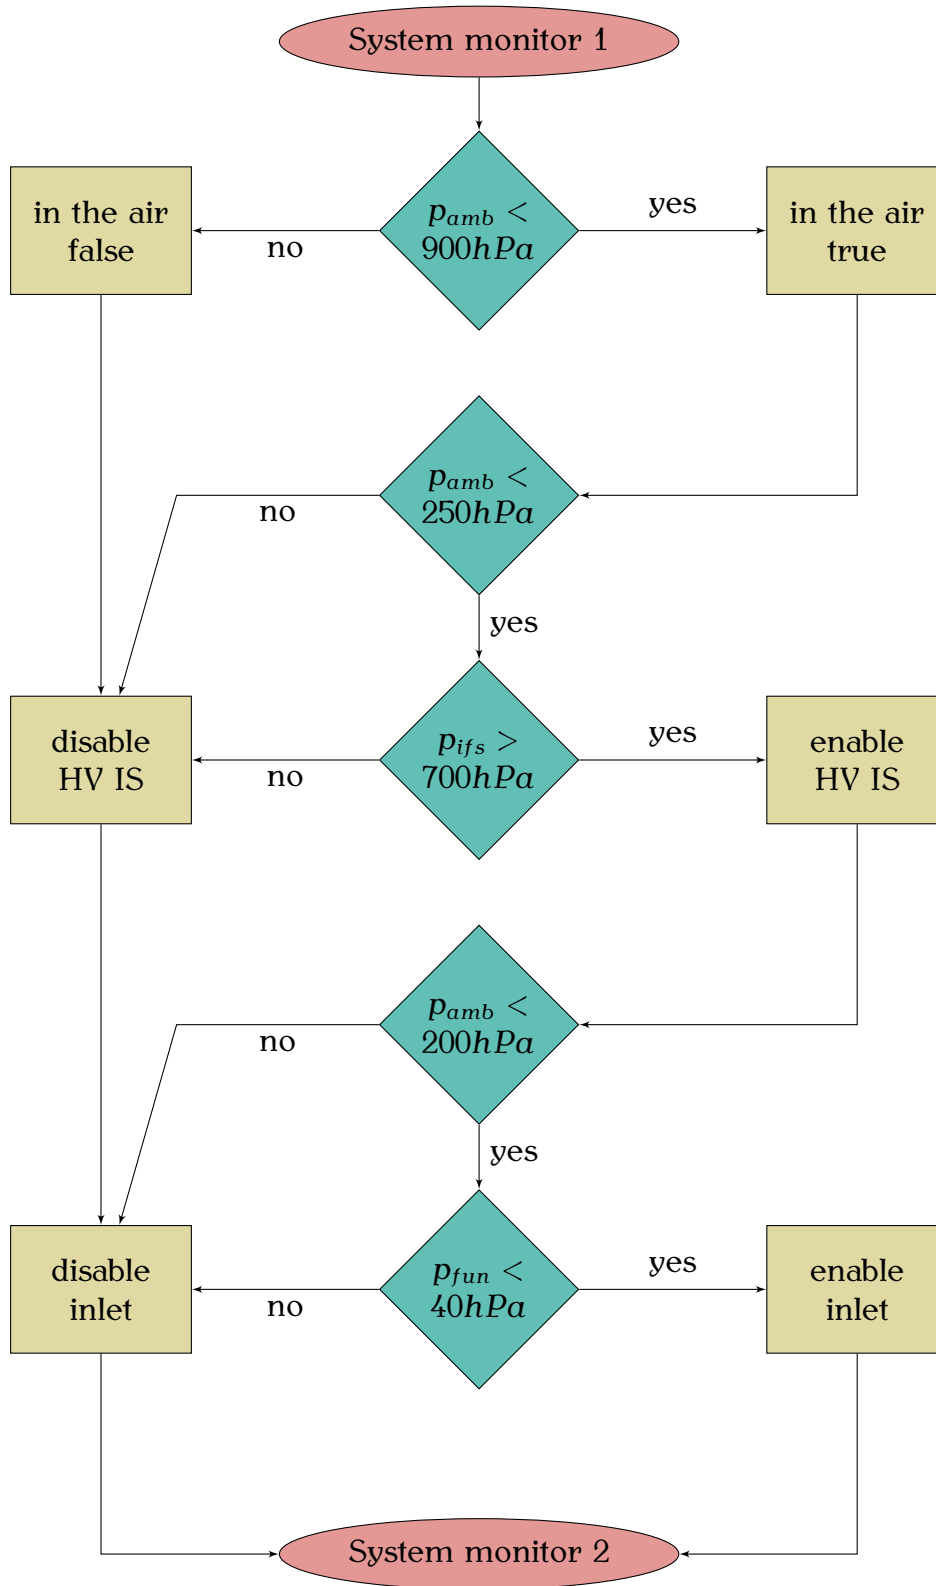 System monitor 1
p_amb <
900hPa
in the air
false
no
yes
in the air
true
p_amb <
250hPa
no
yes
disable
HV IS
no
p_ifs >
700hPa
yes
enable
HV IS
p_amb <
200hPa
no
yes
disable
inlet
no
p_fun <
40hPa
yes
enable
inlet
System monitor 2